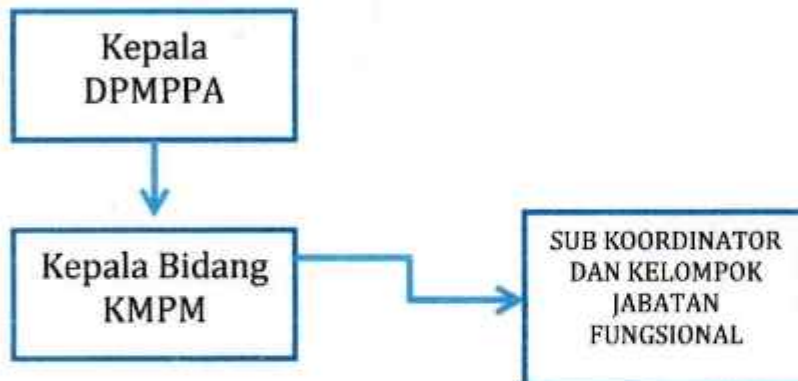 Kepala
DPMPPA
Kepala Bidang
KMPM
SUB KOORDINATOR
DAN KELOMPOK
JABATAN
FUNGSIONAL